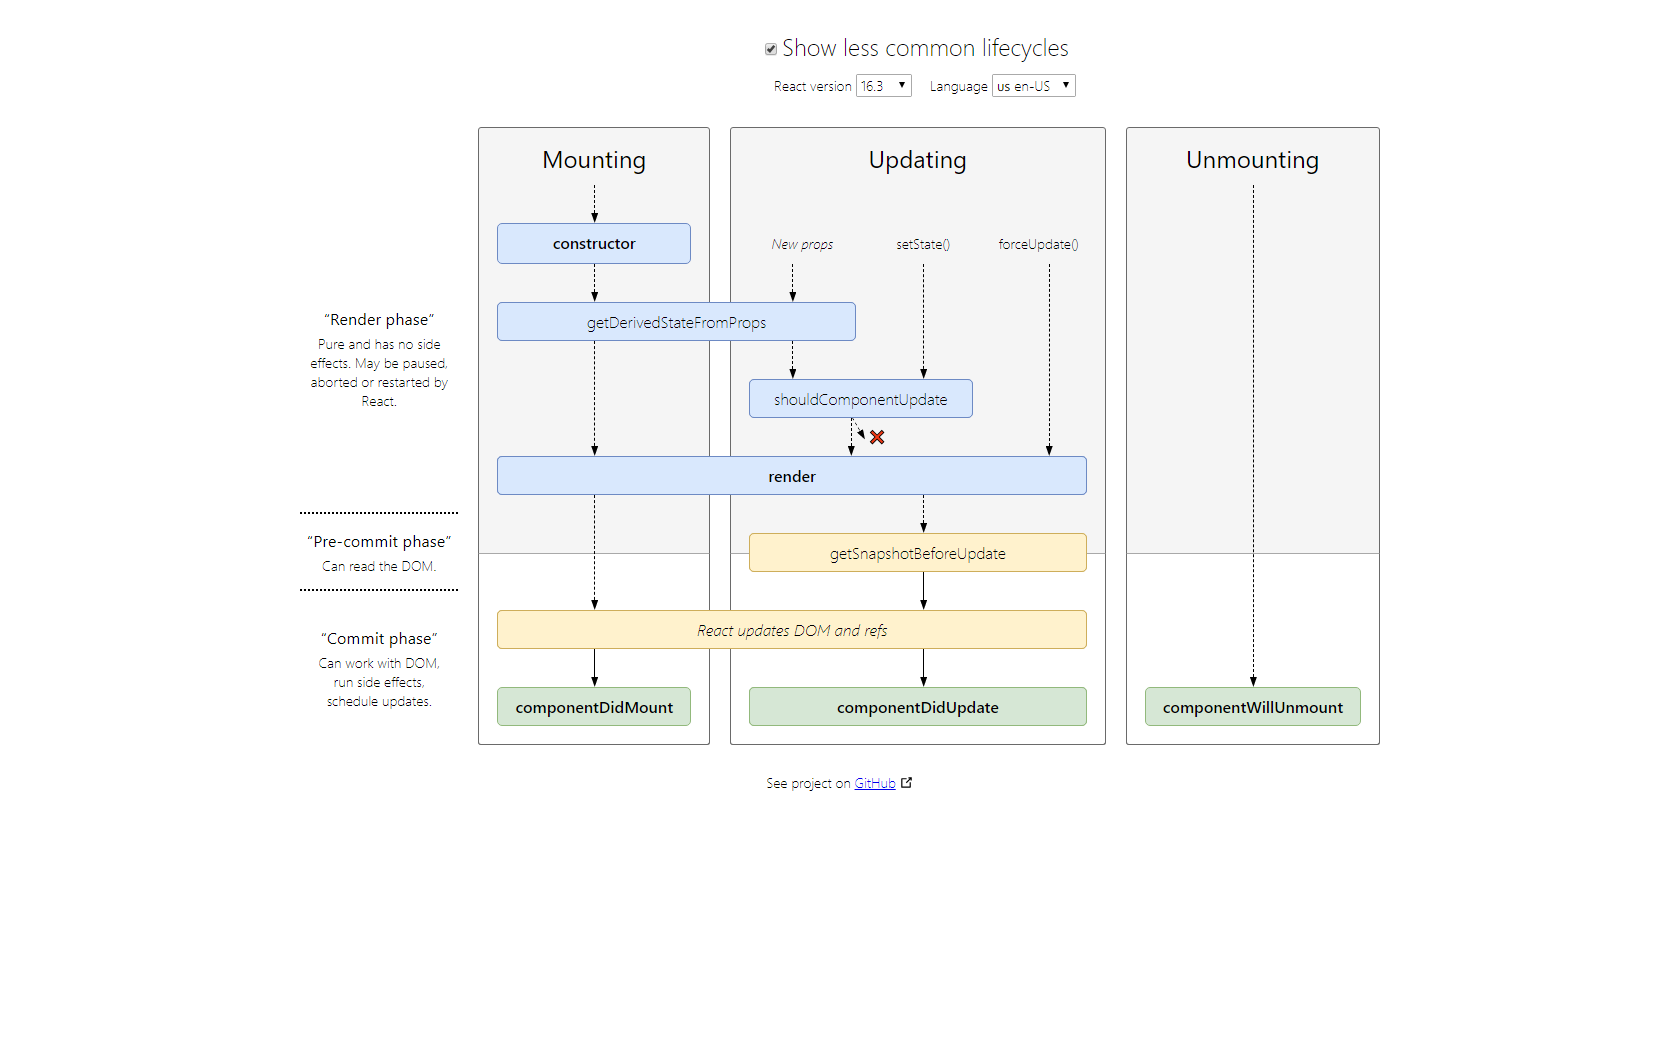 Show less common lifecycles
React version 16.3 Language us en-US
Mounting
Updating
Unmounting
constructor
New props
setState()
forceUpdate()
"Render phase"
Pure and has no side
effects. May be paused,
aborted or restarted by
React.
getDerivedStateFromProps
shouldComponentUpdate
render
"Pre-commit phase"
Can read the DOM.
getSnapshotBeforeUpdate
"Commit phase"
Can work with DOM,
run side effects,
schedule updates.
React updates DOM and refs
componentDidMount
componentDidUpdate
componentWillUnmount
See project on GitHub